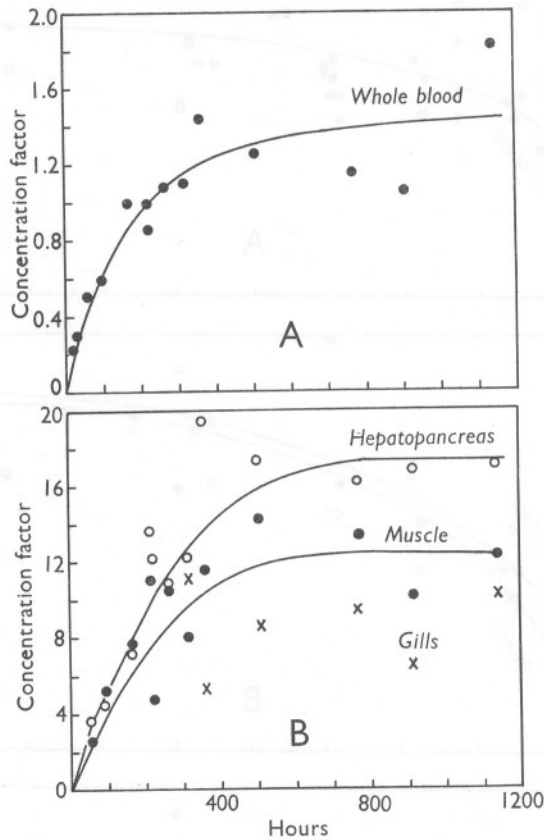 2.0
1.6
1.2
0.8
0.4
0
Concentration factor
Whole blood
A
20
16
12
8
4
0
Concentration factor
Hepatopancreas
Muscle
Gills
B
400
800
1200
Hours